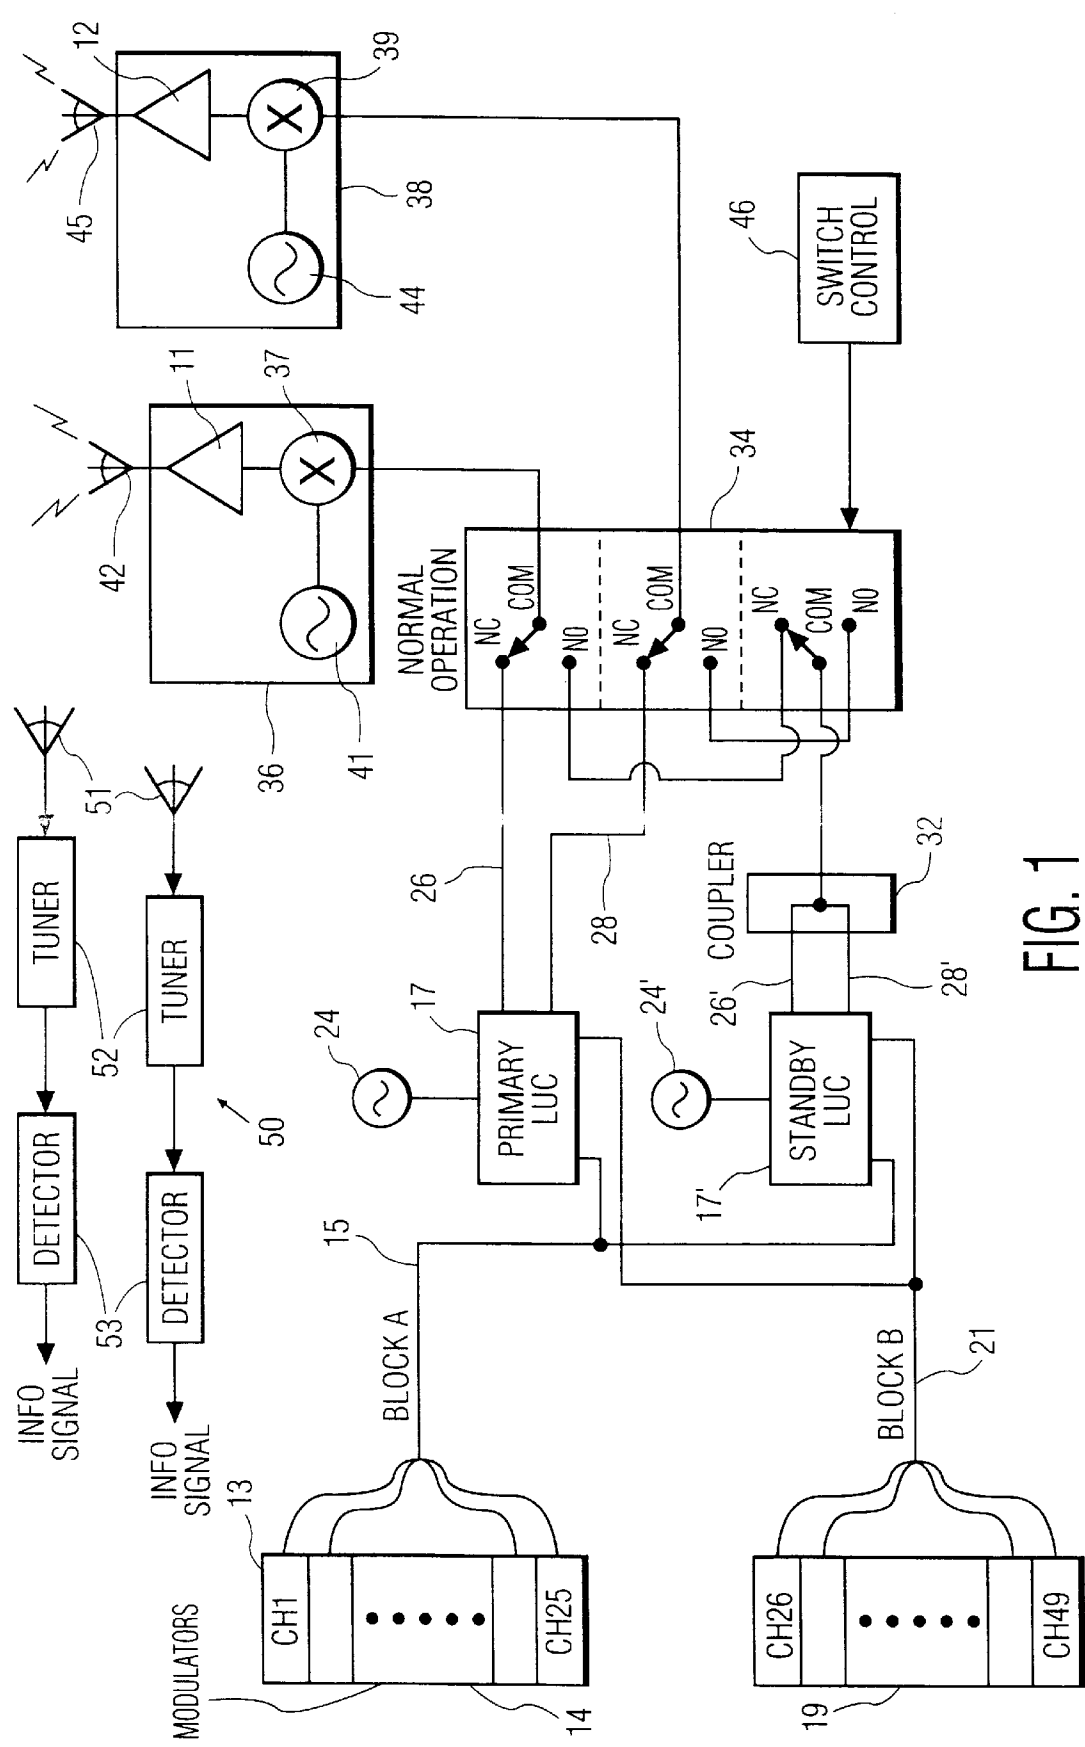 INFO
SIGNAL
53
DETECTOR
52
TUNER
51
INFO
SIGNAL
DETECTOR
TUNER
50
MODULATORS
13
CH1
CH25
14
BLOCK A
15
24
17
PRIMARY
LUC
26
28
NORMAL
OPERATION
NC
COM
NO
NC
COM
NO
NC
COM
NO
34
36
41
42
11
37
45
12
39
44
38
46
SWITCH
CONTROL
CH26
CH49
19
BLOCK B
21
24'
17'
STANDBY
LUC
26'
28'
COUPLER
32
FIG. 1